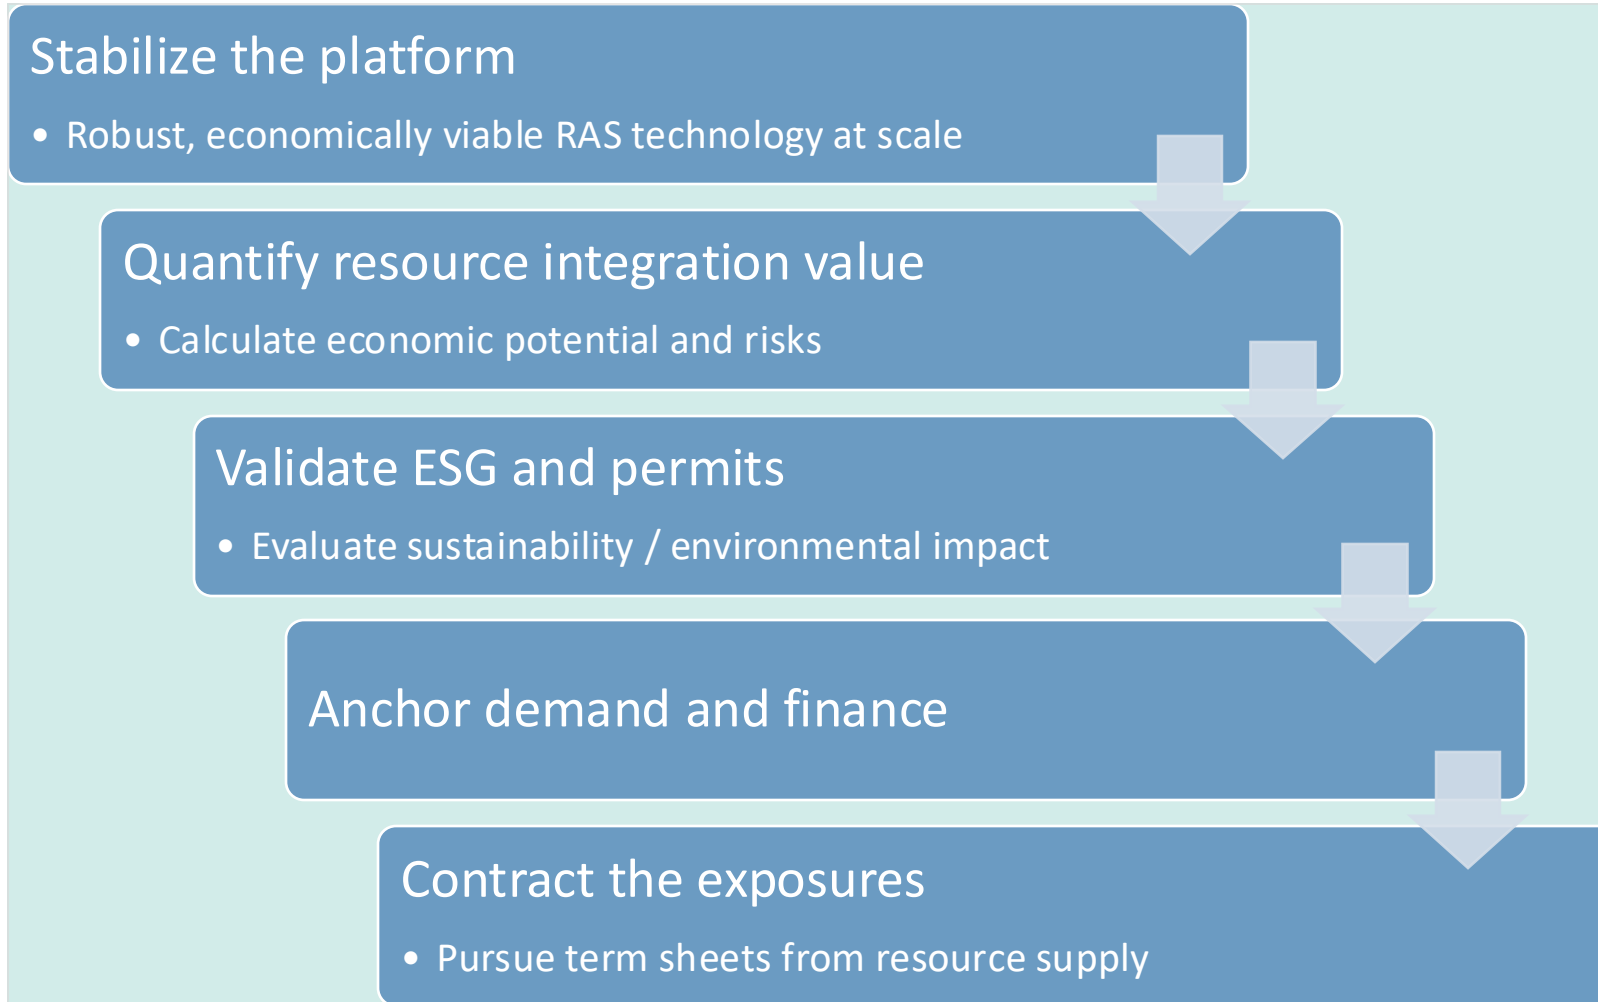 Stabilize the platform
• Robust, economically viable RAS technology at scale
Quantify resource integration value
• Calculate economic potential and risks
Validate ESG and permits
• Evaluate sustainability / environmental impact
Anchor demand and finance
Contract the exposures
• Pursue term sheets from resource supply